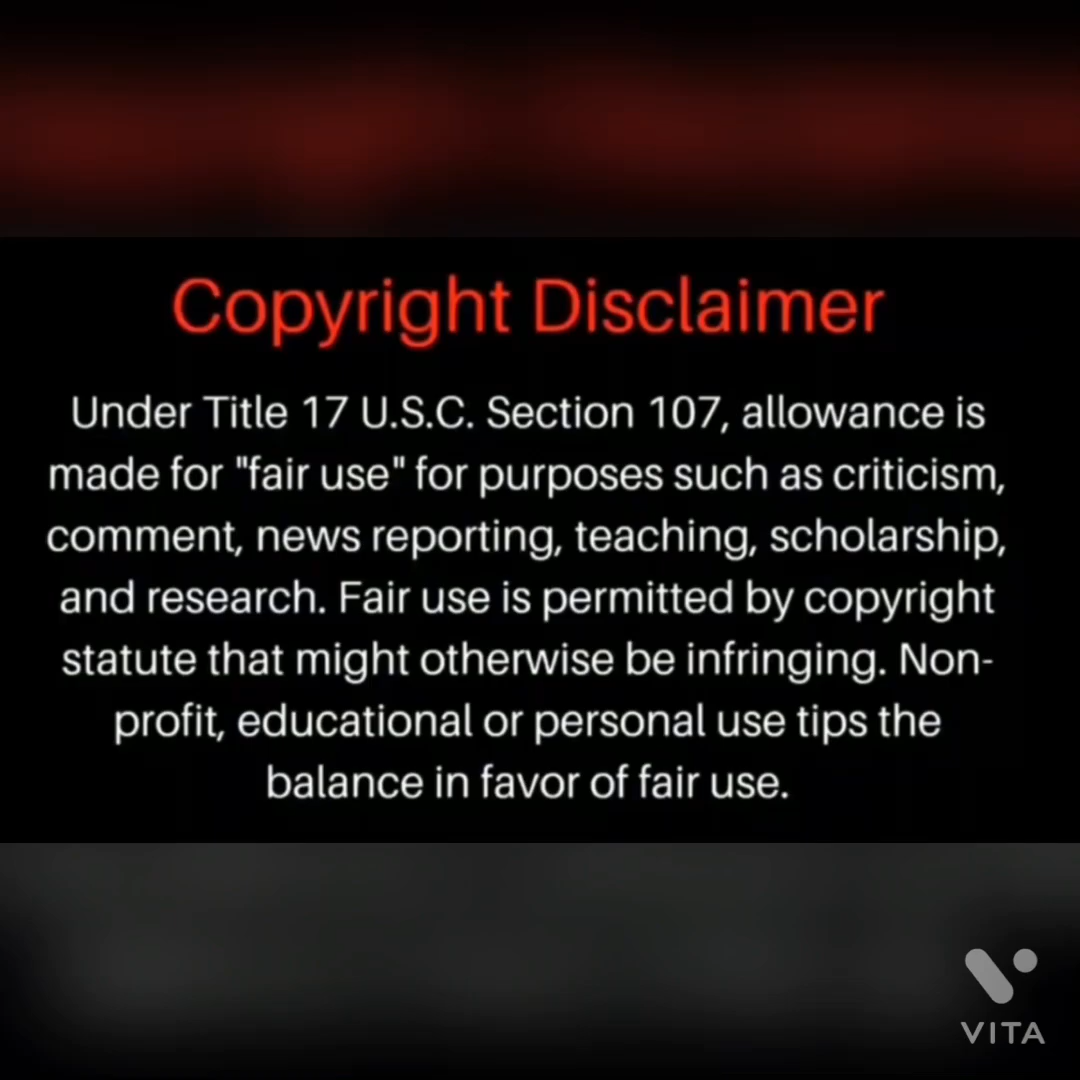 Copyright Disclaimer
Under Title 17 U.S.C. Section 107, allowance is
made for "fair use" for purposes such as criticism,
comment, news reporting, teaching, scholarship,
and research. Fair use is permitted by copyright
statute that might otherwise be infringing. Non-
profit, educational or personal use tips the
balance in favor of fair use.
VITA